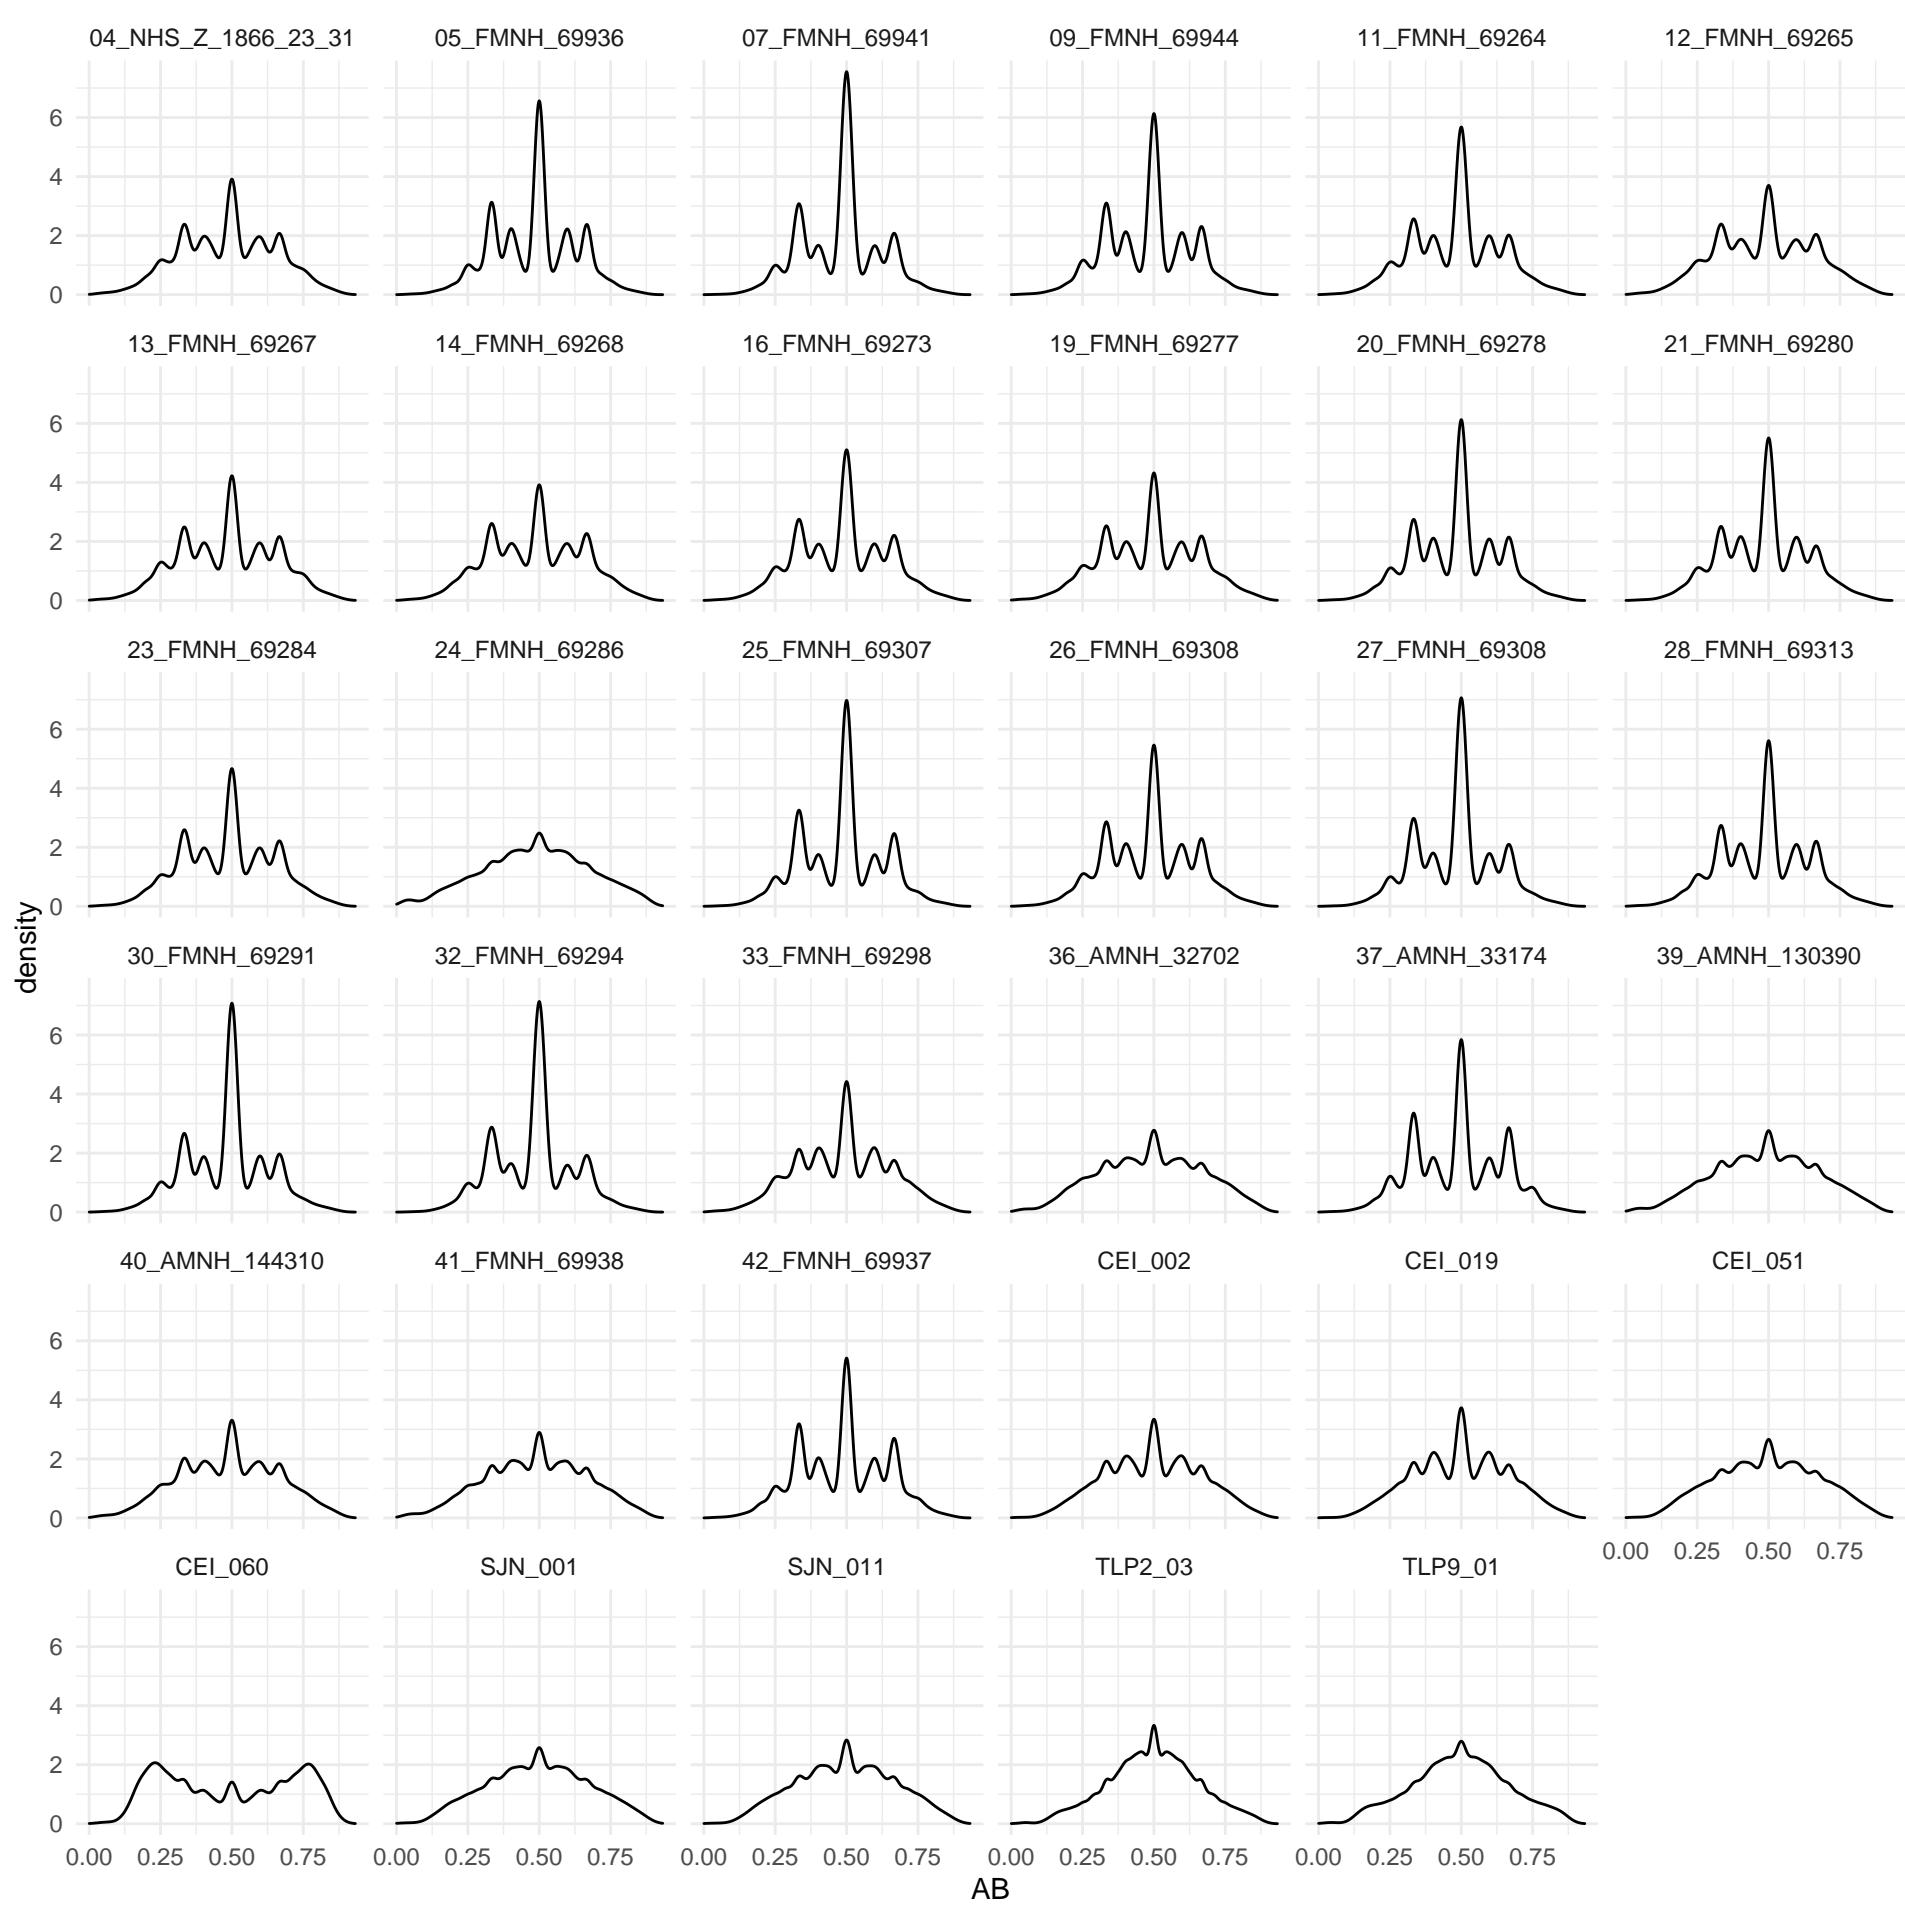 04_NHS_Z_1866_23_31 05_FMNH_69936 07_FMNH_69941 09_FMNH_69944 11_FMNH_69264 12_FMNH_69265
6
4
2
0
13_FMNH_69267 14_FMNH_69268 16_FMNH_69273 19_FMNH_69277 20_FMNH_69278 21_FMNH_69280
6
4
2
0
23_FMNH_69284 24_FMNH_69286 25_FMNH_69307 26_FMNH_69308 27_FMNH_69308 28_FMNH_69313
6
4
2
0
density
30_FMNH_69291 32_FMNH_69294 33_FMNH_69298 36_AMNH_32702 37_AMNH_33174 39_AMNH_130390
6
4
2
0
40_AMNH_144310 41_FMNH_69938 42_FMNH_69937 CEI_002 CEI_019 CEI_051
6
4
2
0
0.00 0.25 0.50 0.75
CEI_060 SJN_001 SJN_011 TLP2_03 TLP9_01
6
4
2
0
0.00 0.25 0.50 0.75 0.00 0.25 0.50 0.75 0.00 0.25 0.50 0.75 0.00 0.25 0.50 0.75 0.00 0.25 0.50 0.75
AB